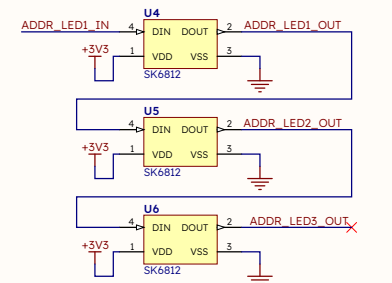 U4
ADDR_LED1_IN 4 DIN DOUT 2 ADDR_LED1_OUT
+3V3 1 VDD VSS 3
SK6812
U5
4 DIN DOUT 2 ADDR_LED2_OUT
+3V3 1 VDD VSS 3
SK6812
U6
4 DIN DOUT 2 ADDR_LED3_OUT
+3V3 1 VDD VSS 3
SK6812